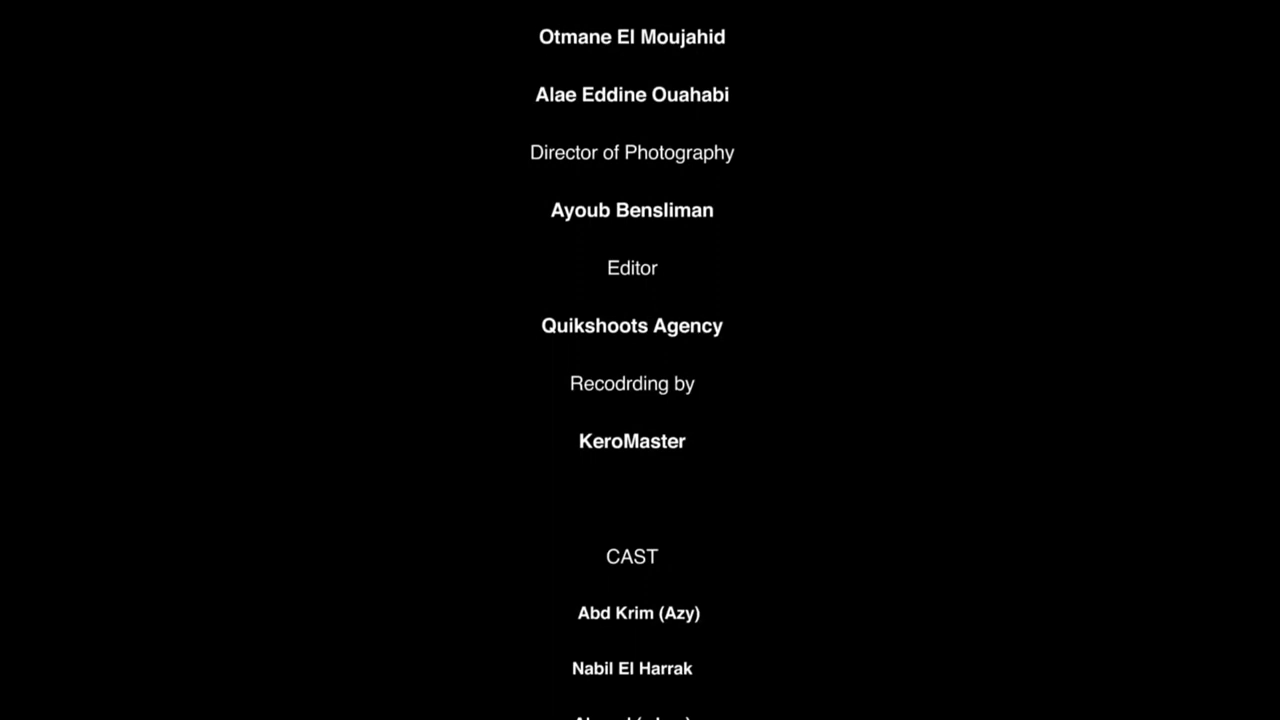 Otmane El Moujahid
Alae Eddine Ouahabi
Director of Photography
Ayoub Bensliman
Editor
Quikshoots Agency
Recodrding by
KeroMaster
CAST
Abd Krim (Azy)
Nabil El Harrak